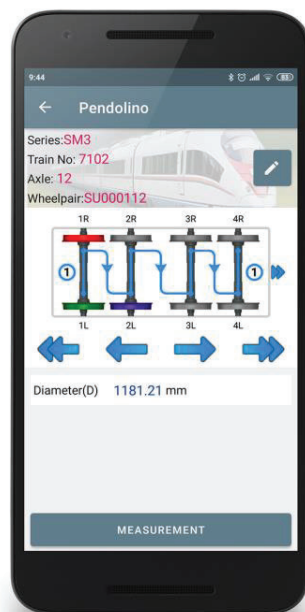 9:44
Pendolino
Series:SM3
Train No: 7102
Axle: 12
Wheelpair:SU000112
1R 2R 3R 4R
1 1
1L 2L 3L 4L
Diameter(D) 1181.21 mm
MEASUREMENT